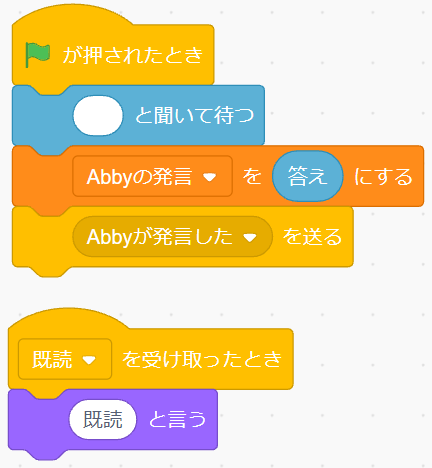 が押されたとき
と聞いて待つ
Abbyの発言 を 答え にする
Abbyが発言した を送る
既読 を受け取ったとき
既読 と言う